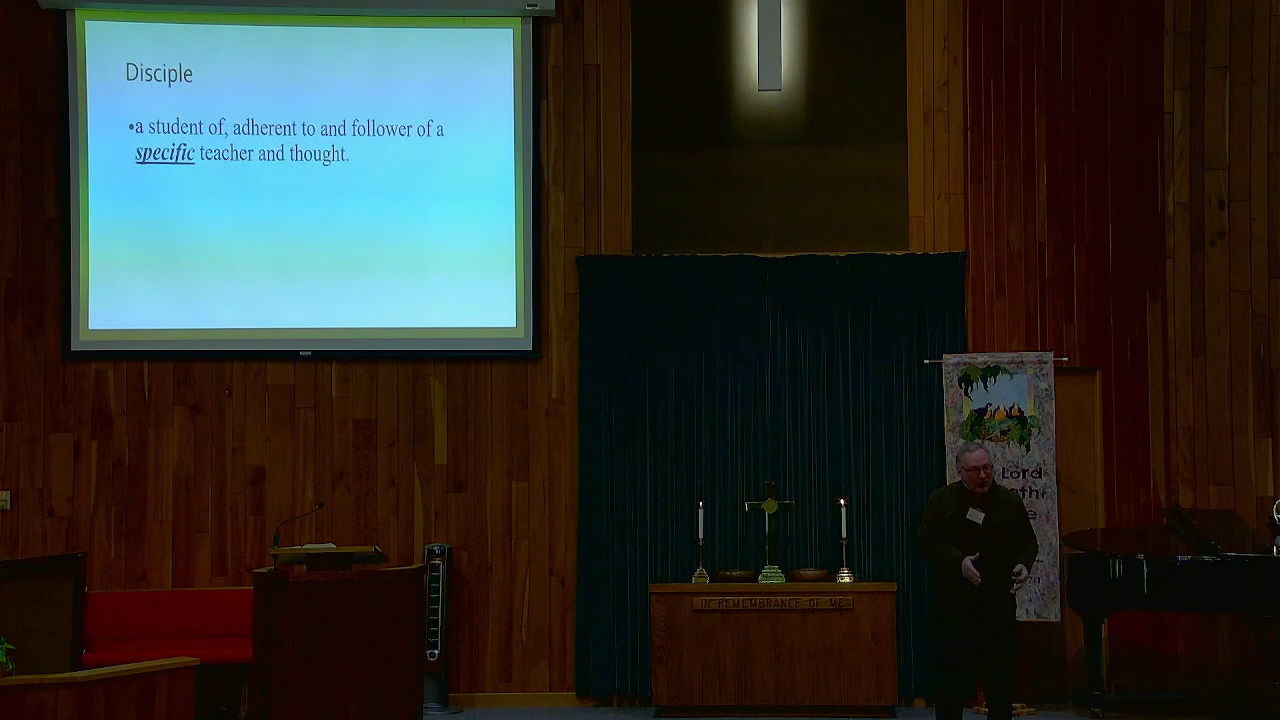 Disciple
•a student of, adherent to and follower of a
specific teacher and thought.
IN REMEMBRANCE OF ME
Lord